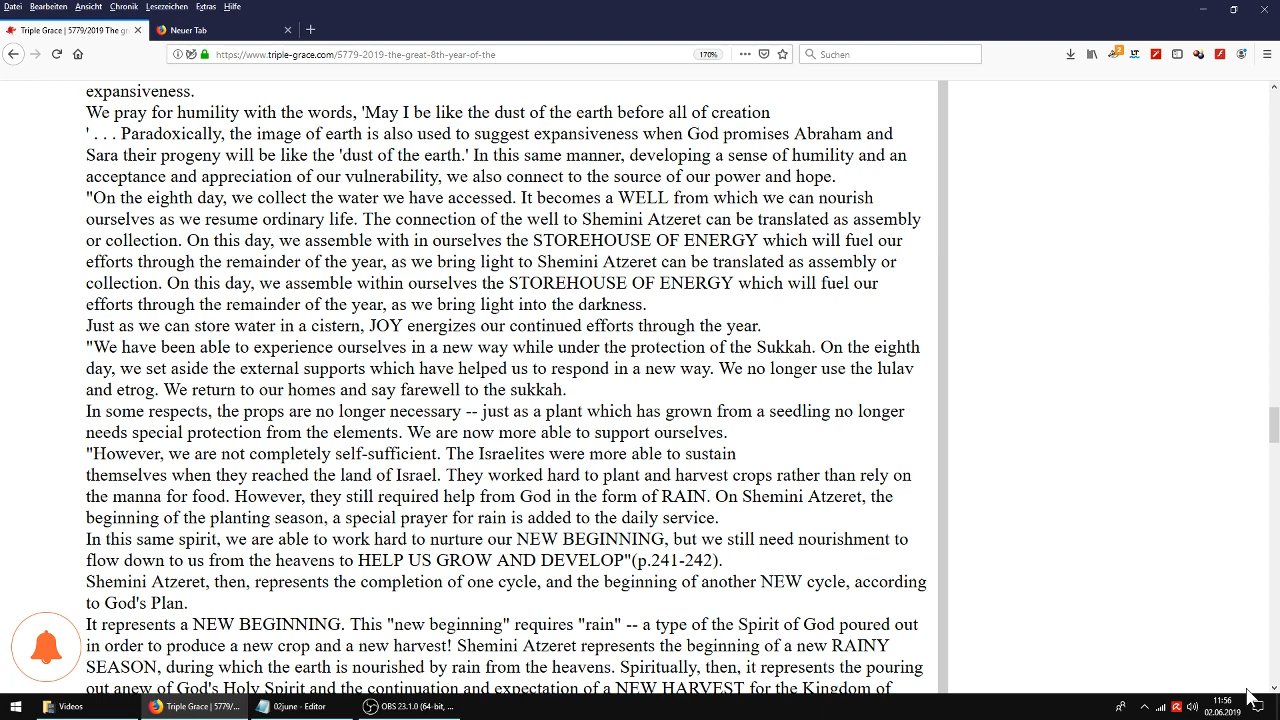 Datei Bearbeiten Ansicht Chronik Lesezeichen Extras Hilfe
Triple Grace | 5779/2019 The gr
Neuer Tab
https://www.triple-grace.com/5779-2019-the-great-8th-year-of-the
170%
Suchen
2
expansiveness.
We pray for humility with the words, 'May I be like the dust of the earth before all of creation
' . . . Paradoxically, the image of earth is also used to suggest expansiveness when God promises Abraham and
Sara their progeny will be like the 'dust of the earth.' In this same manner, developing a sense of humility and an
acceptance and appreciation of our vulnerability, we also connect to the source of our power and hope.
"On the eighth day, we collect the water we have accessed. It becomes a WELL from which we can nourish
ourselves as we resume ordinary life. The connection of the well to Shemini Atzeret can be translated as assembly
or collection. On this day, we assemble with in ourselves the STOREHOUSE OF ENERGY which will fuel our
efforts through the remainder of the year, as we bring light to Shemini Atzeret can be translated as assembly or
collection. On this day, we assemble within ourselves the STOREHOUSE OF ENERGY which will fuel our
efforts through the remainder of the year, as we bring light into the darkness.
Just as we can store water in a cistern, JOY energizes our continued efforts through the year.
"We have been able to experience ourselves in a new way while under the protection of the Sukkah. On the eighth
day, we set aside the external supports which have helped us to respond in a new way. We no longer use the lulav
and etrog. We return to our homes and say farewell to the sukkah.
In some respects, the props are no longer necessary -- just as a plant which has grown from a seedling no longer
needs special protection from the elements. We are now more able to support ourselves.
"However, we are not completely self-sufficient. The Israelites were more able to sustain
themselves when they reached the land of Israel. They worked hard to plant and harvest crops rather than rely on
the manna for food. However, they still required help from God in the form of RAIN. On Shemini Atzeret, the
beginning of the planting season, a special prayer for rain is added to the daily service.
In this same spirit, we are able to work hard to nurture our NEW BEGINNING, but we still need nourishment to
flow down to us from the heavens to HELP US GROW AND DEVELOP"(p.241-242).
Shemini Atzeret, then, represents the completion of one cycle, and the beginning of another NEW cycle, according
to God's Plan.
It represents a NEW BEGINNING. This "new beginning" requires "rain" -- a type of the Spirit of God poured out
in order to produce a new crop and a new harvest! Shemini Atzeret represents the beginning of a new RAINY
SEASON, during which the earth is nourished by rain from the heavens. Spiritually, then, it represents the pouring
out anew of God's Holy Spirit and the continuation and expectation of a NEW HARVEST for the Kingdom of
Videos
Triple Grace | 5779/...
02june - Editor
OBS 23.1.0 (64-bit, ...
11:56
02.06.2019